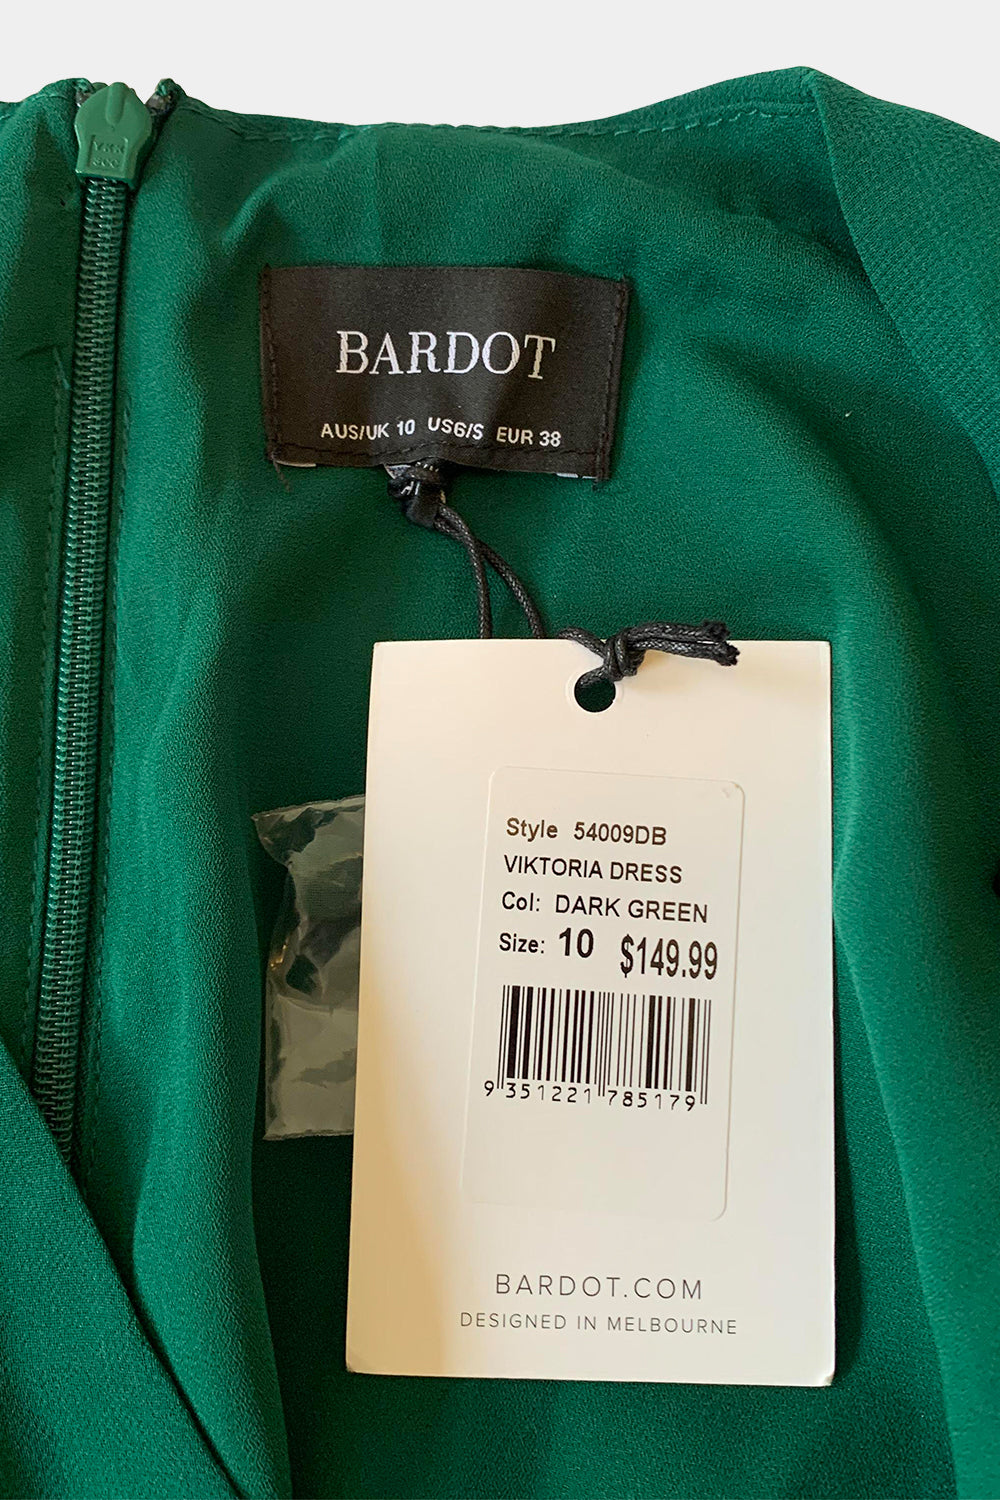 YKK
BARDOT
AUS/UK 10 US6/S EUR 38
Style 54009DB
VIKTORIA DRESS
Col: DARK GREEN
Size: 10 $149.99
9 351221 785179
BARDOT.COM
DESIGNED IN MELBOURNE